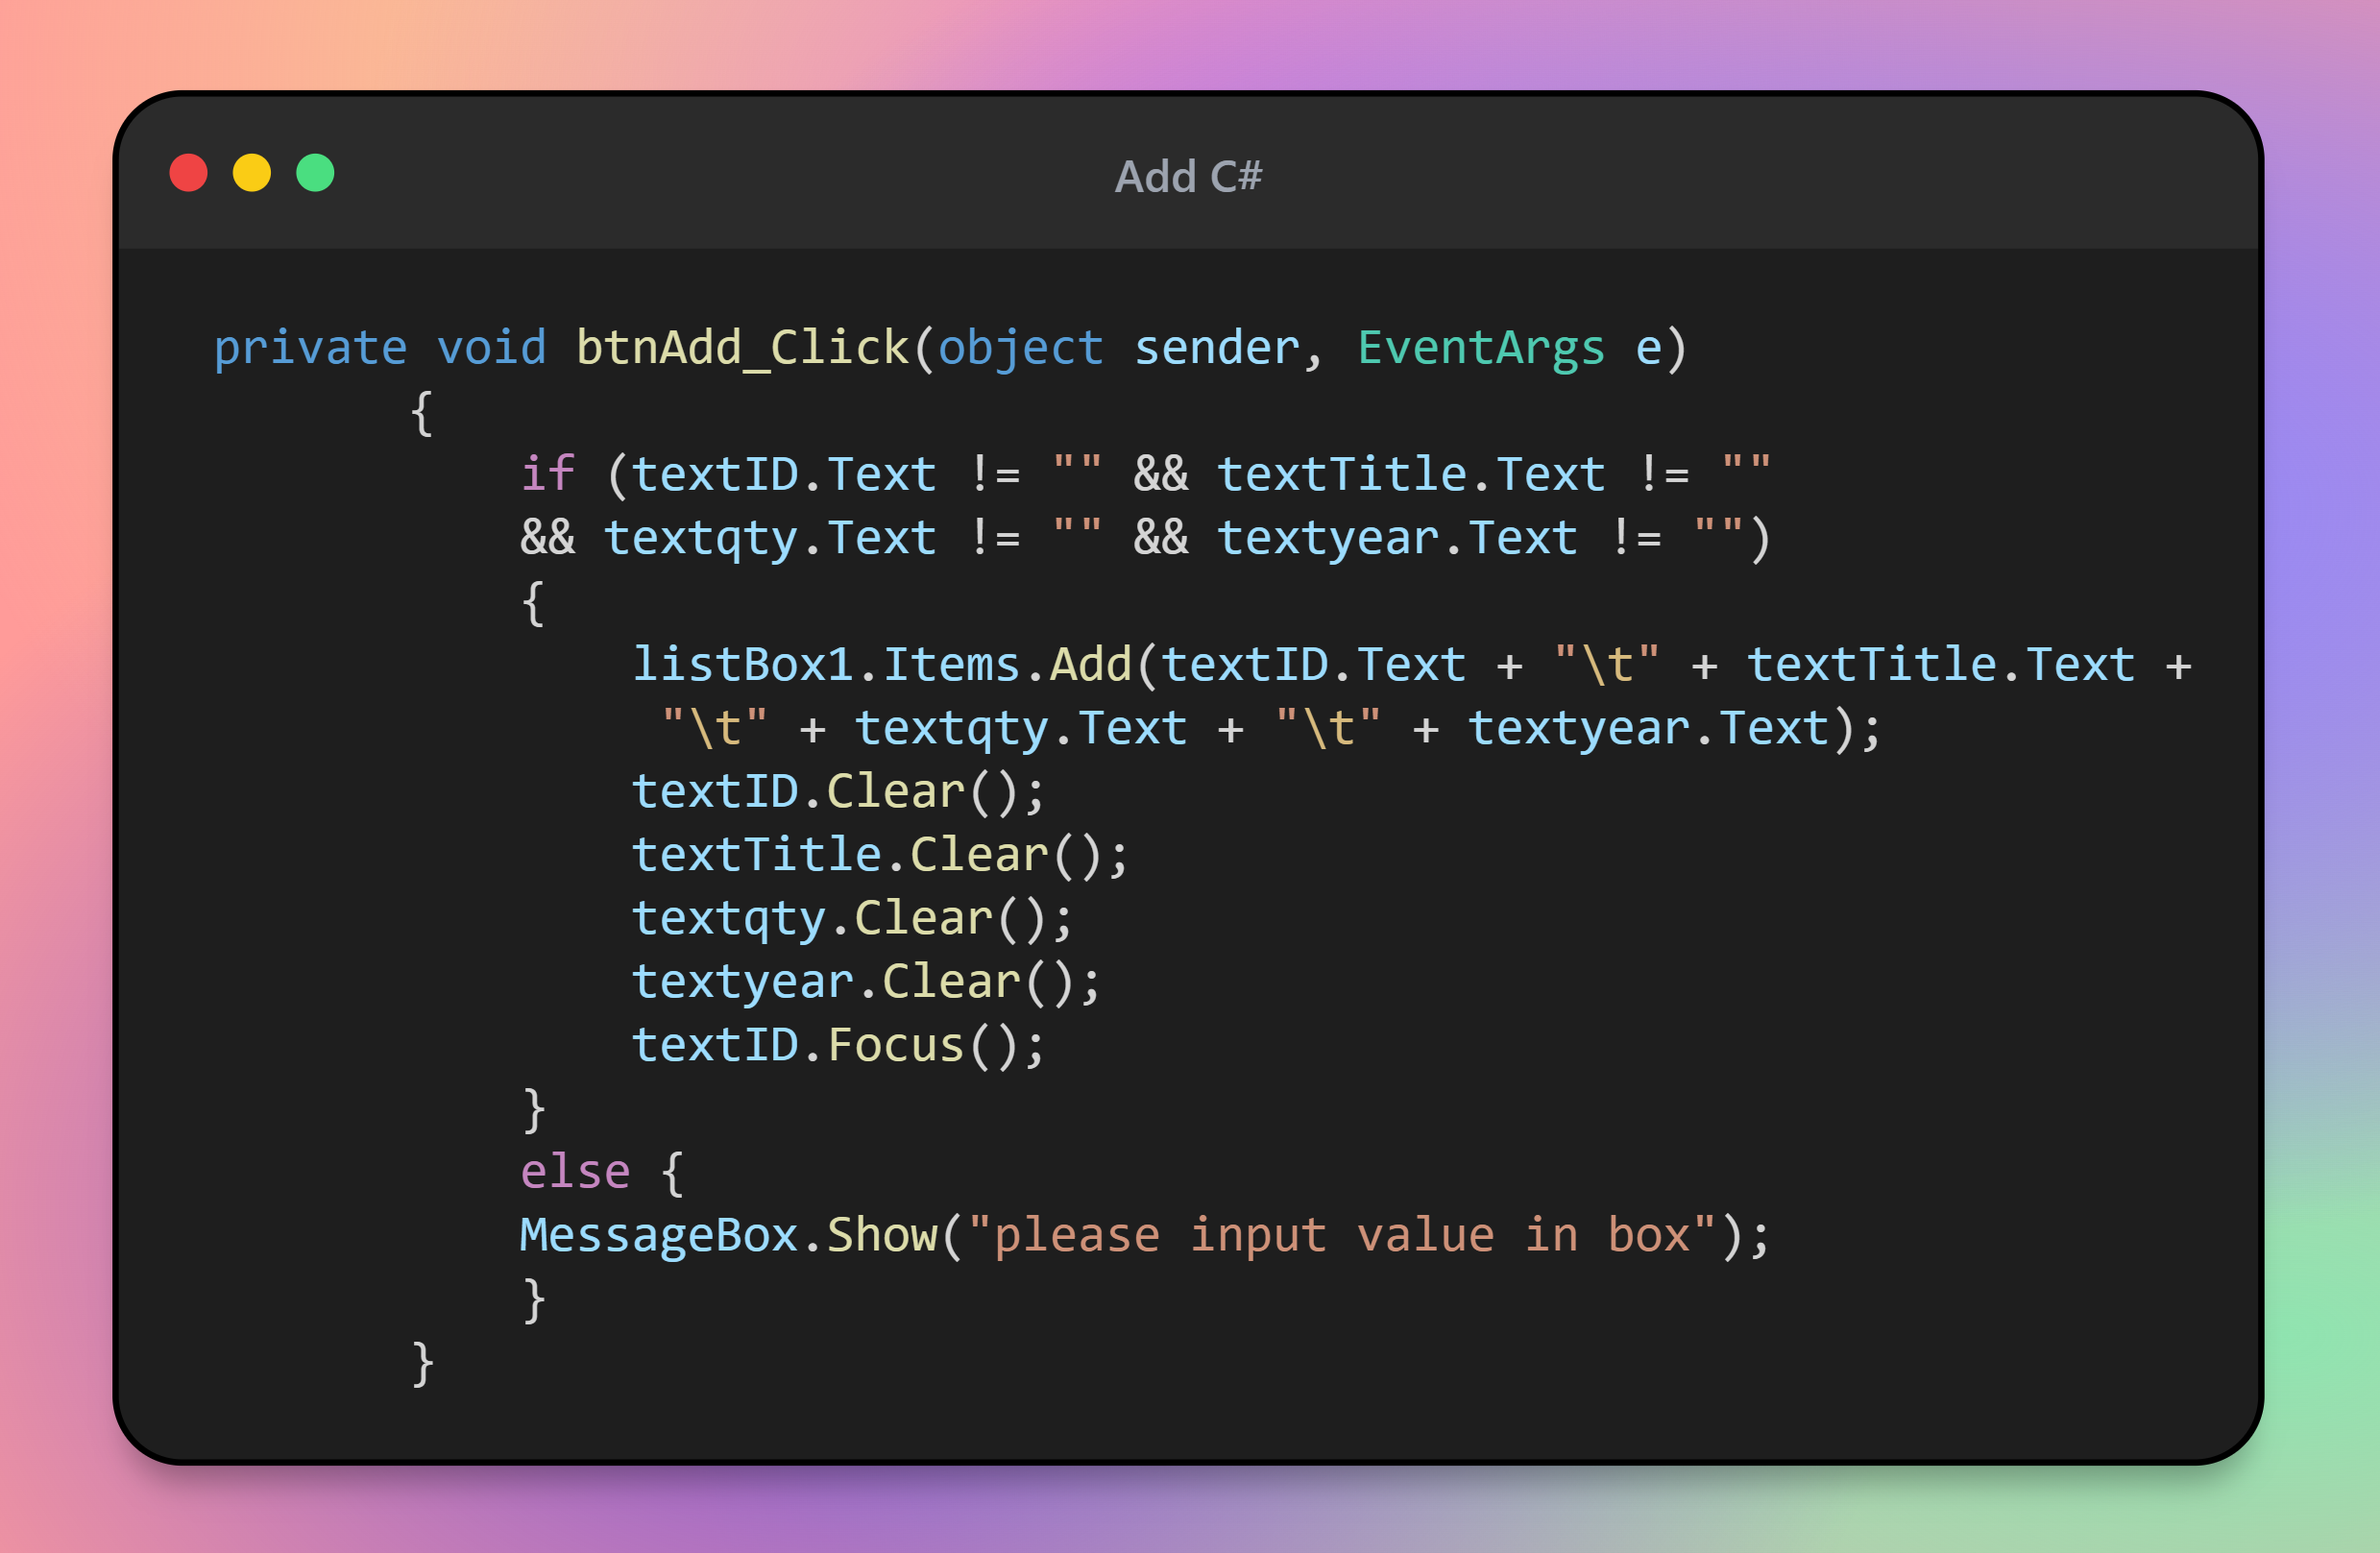 Add C#
private void btnAdd_Click(object sender, EventArgs e)
{
if (textID.Text != "" && textTitle.Text != ""
&& textqty.Text != "" && textyear.Text != "")
{
listBox1.Items.Add(textID.Text + "\t" + textTitle.Text +
"\t" + textqty.Text + "\t" + textyear.Text);
textID.Clear();
textTitle.Clear();
textqty.Clear();
textyear.Clear();
textID.Focus();
}
else {
MessageBox.Show("please input value in box");
}
}